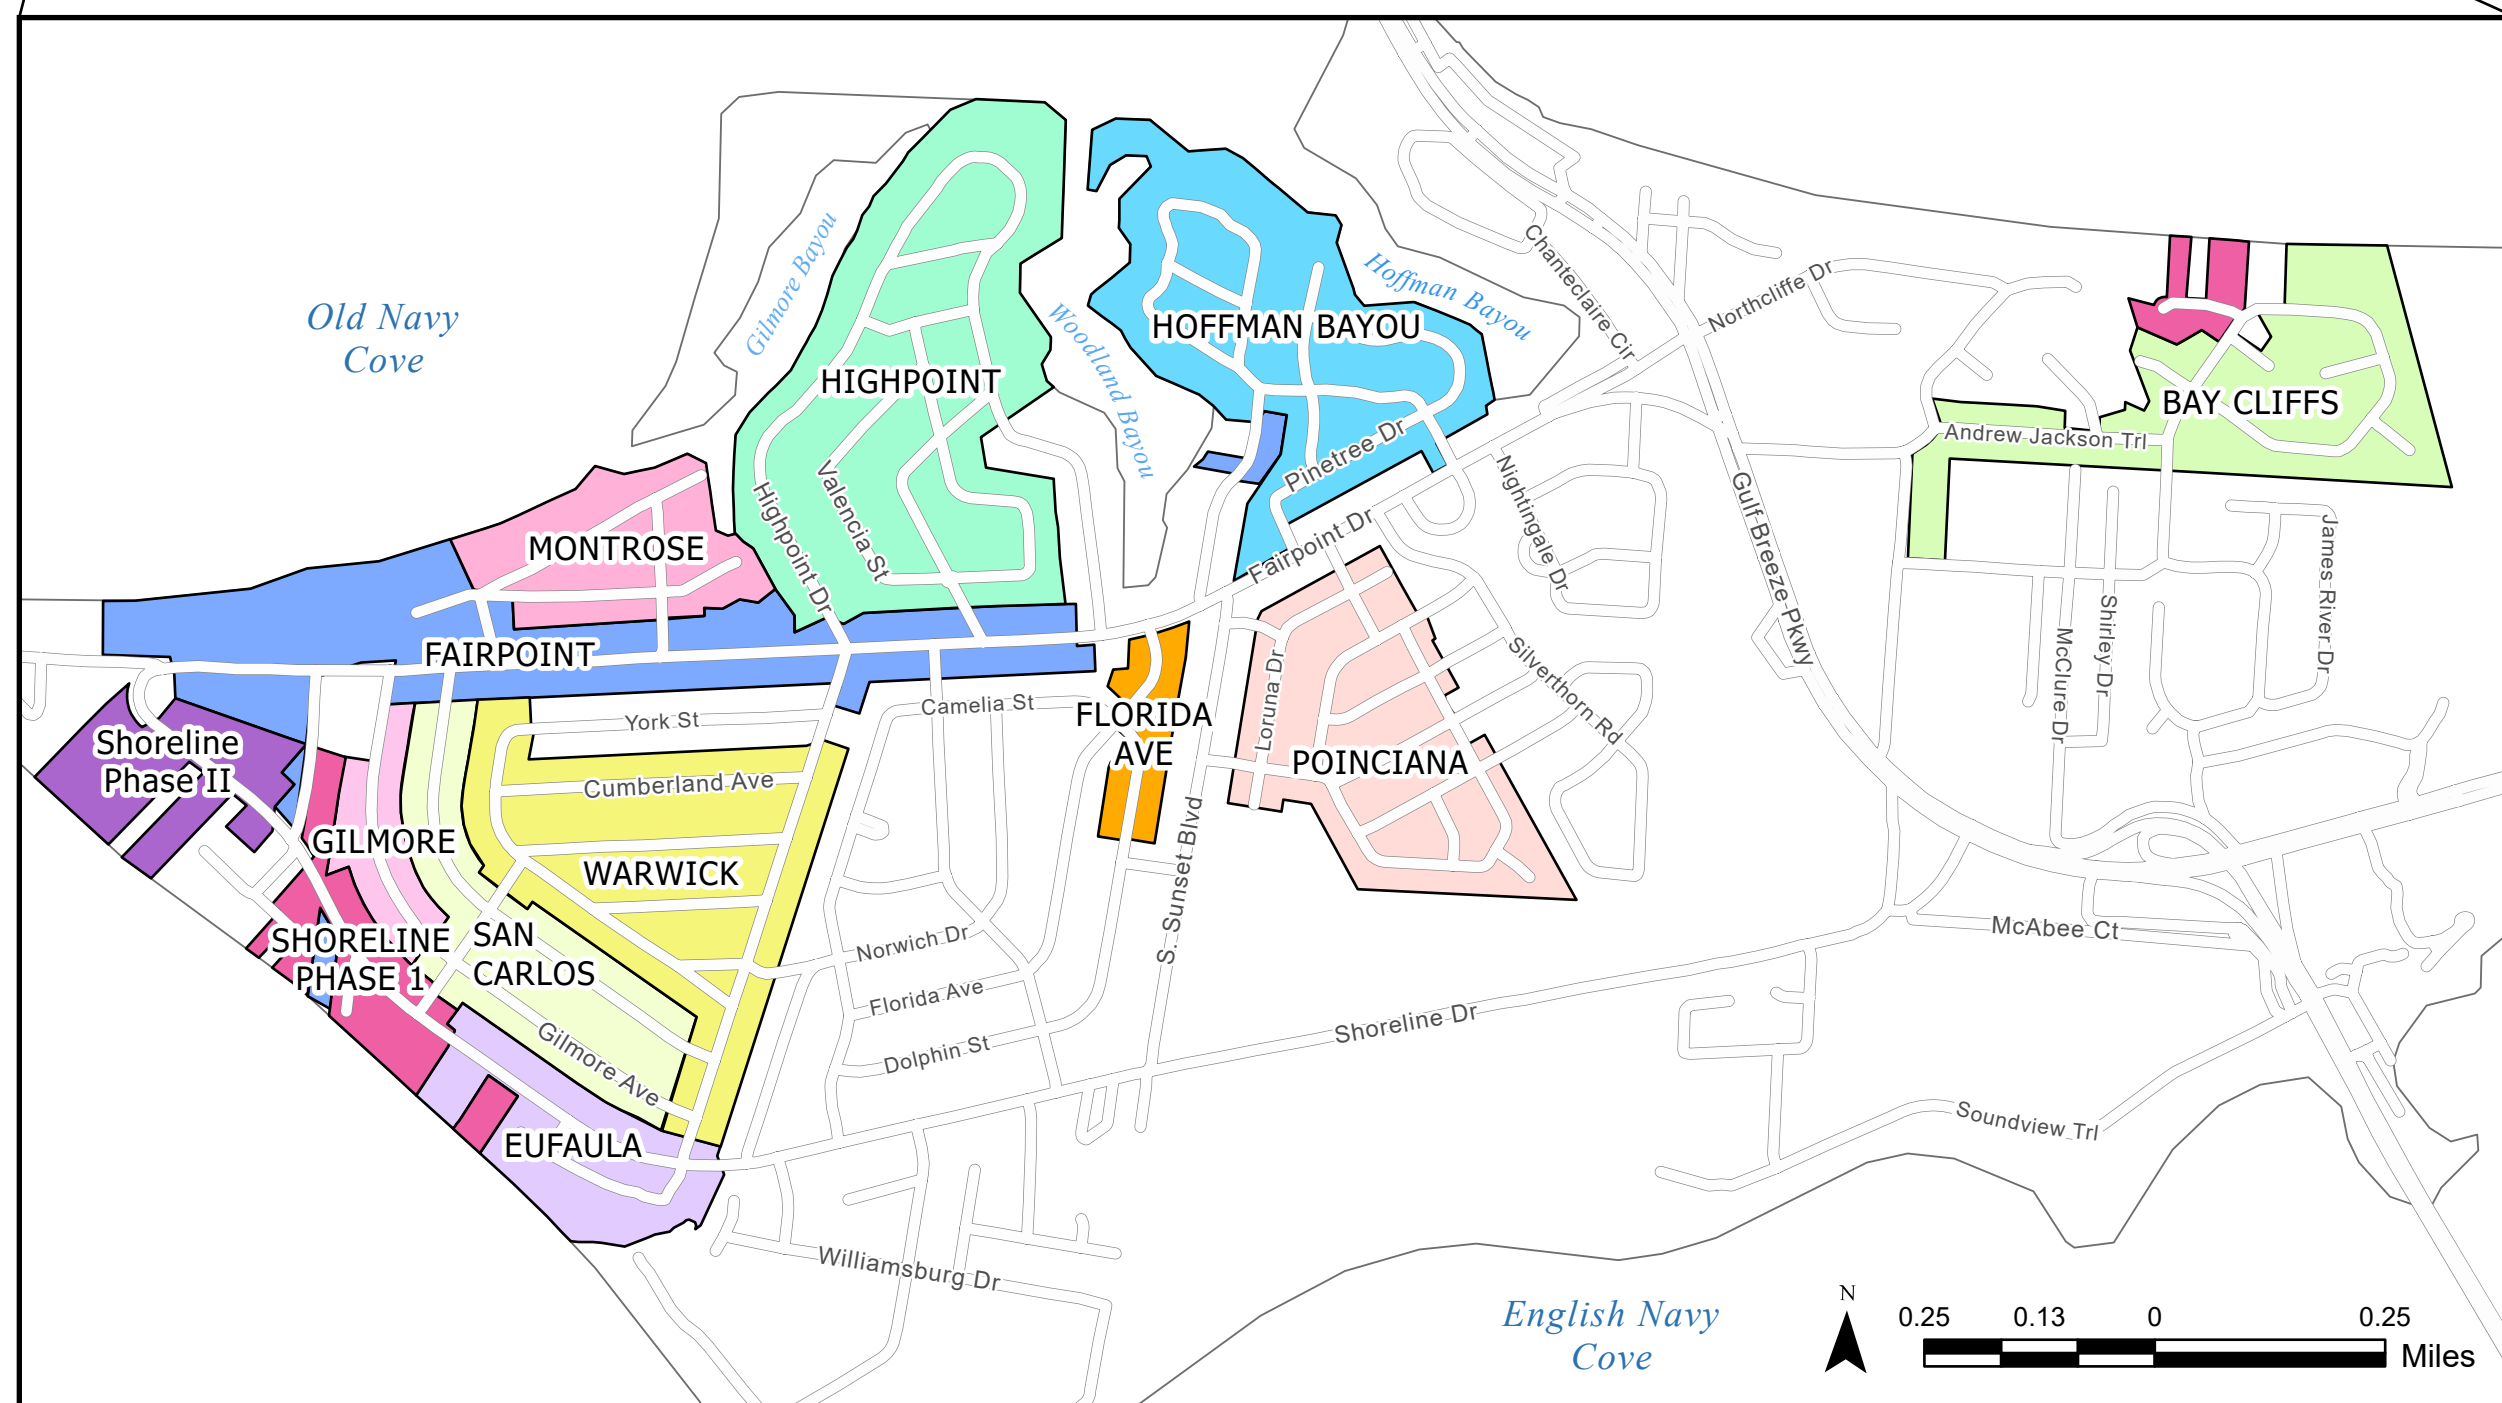 Old Navy
Cove
Gilmore Bayou
Woodland Bayou
Hoffman Bayou
Chanteclaire Cir
Northcliffe Dr
HOFFMAN BAYOU
HIGHPOINT
BAY CLIFFS
Andrew Jackson Trl
Pinetree Dr
Valencia St
Highpoint Dr
Nightingale Dr
Gulf Breeze Pkwy
Fairpoint Dr
MONTROSE
James River Dr
Shirley Dr
McClure Dr
FAIRPOINT
Loruna Dr
Silverthorn Rd
York St
Camelia St
FLORIDA
AVE
Shoreline
Phase II
Cumberland Ave
POINCIANA
GILMORE
WARWICK
S. Sunset Blvd
SHORELINE
PHASE 1
SAN
CARLOS
Norwich Dr
McAbee Ct
Florida Ave
Shoreline Dr
Dolphin St
Gilmore Ave
Soundview Trl
EUFAULA
Williamsburg Dr
English Navy
Cove
N
0.25 0.13 0 0.25
Miles